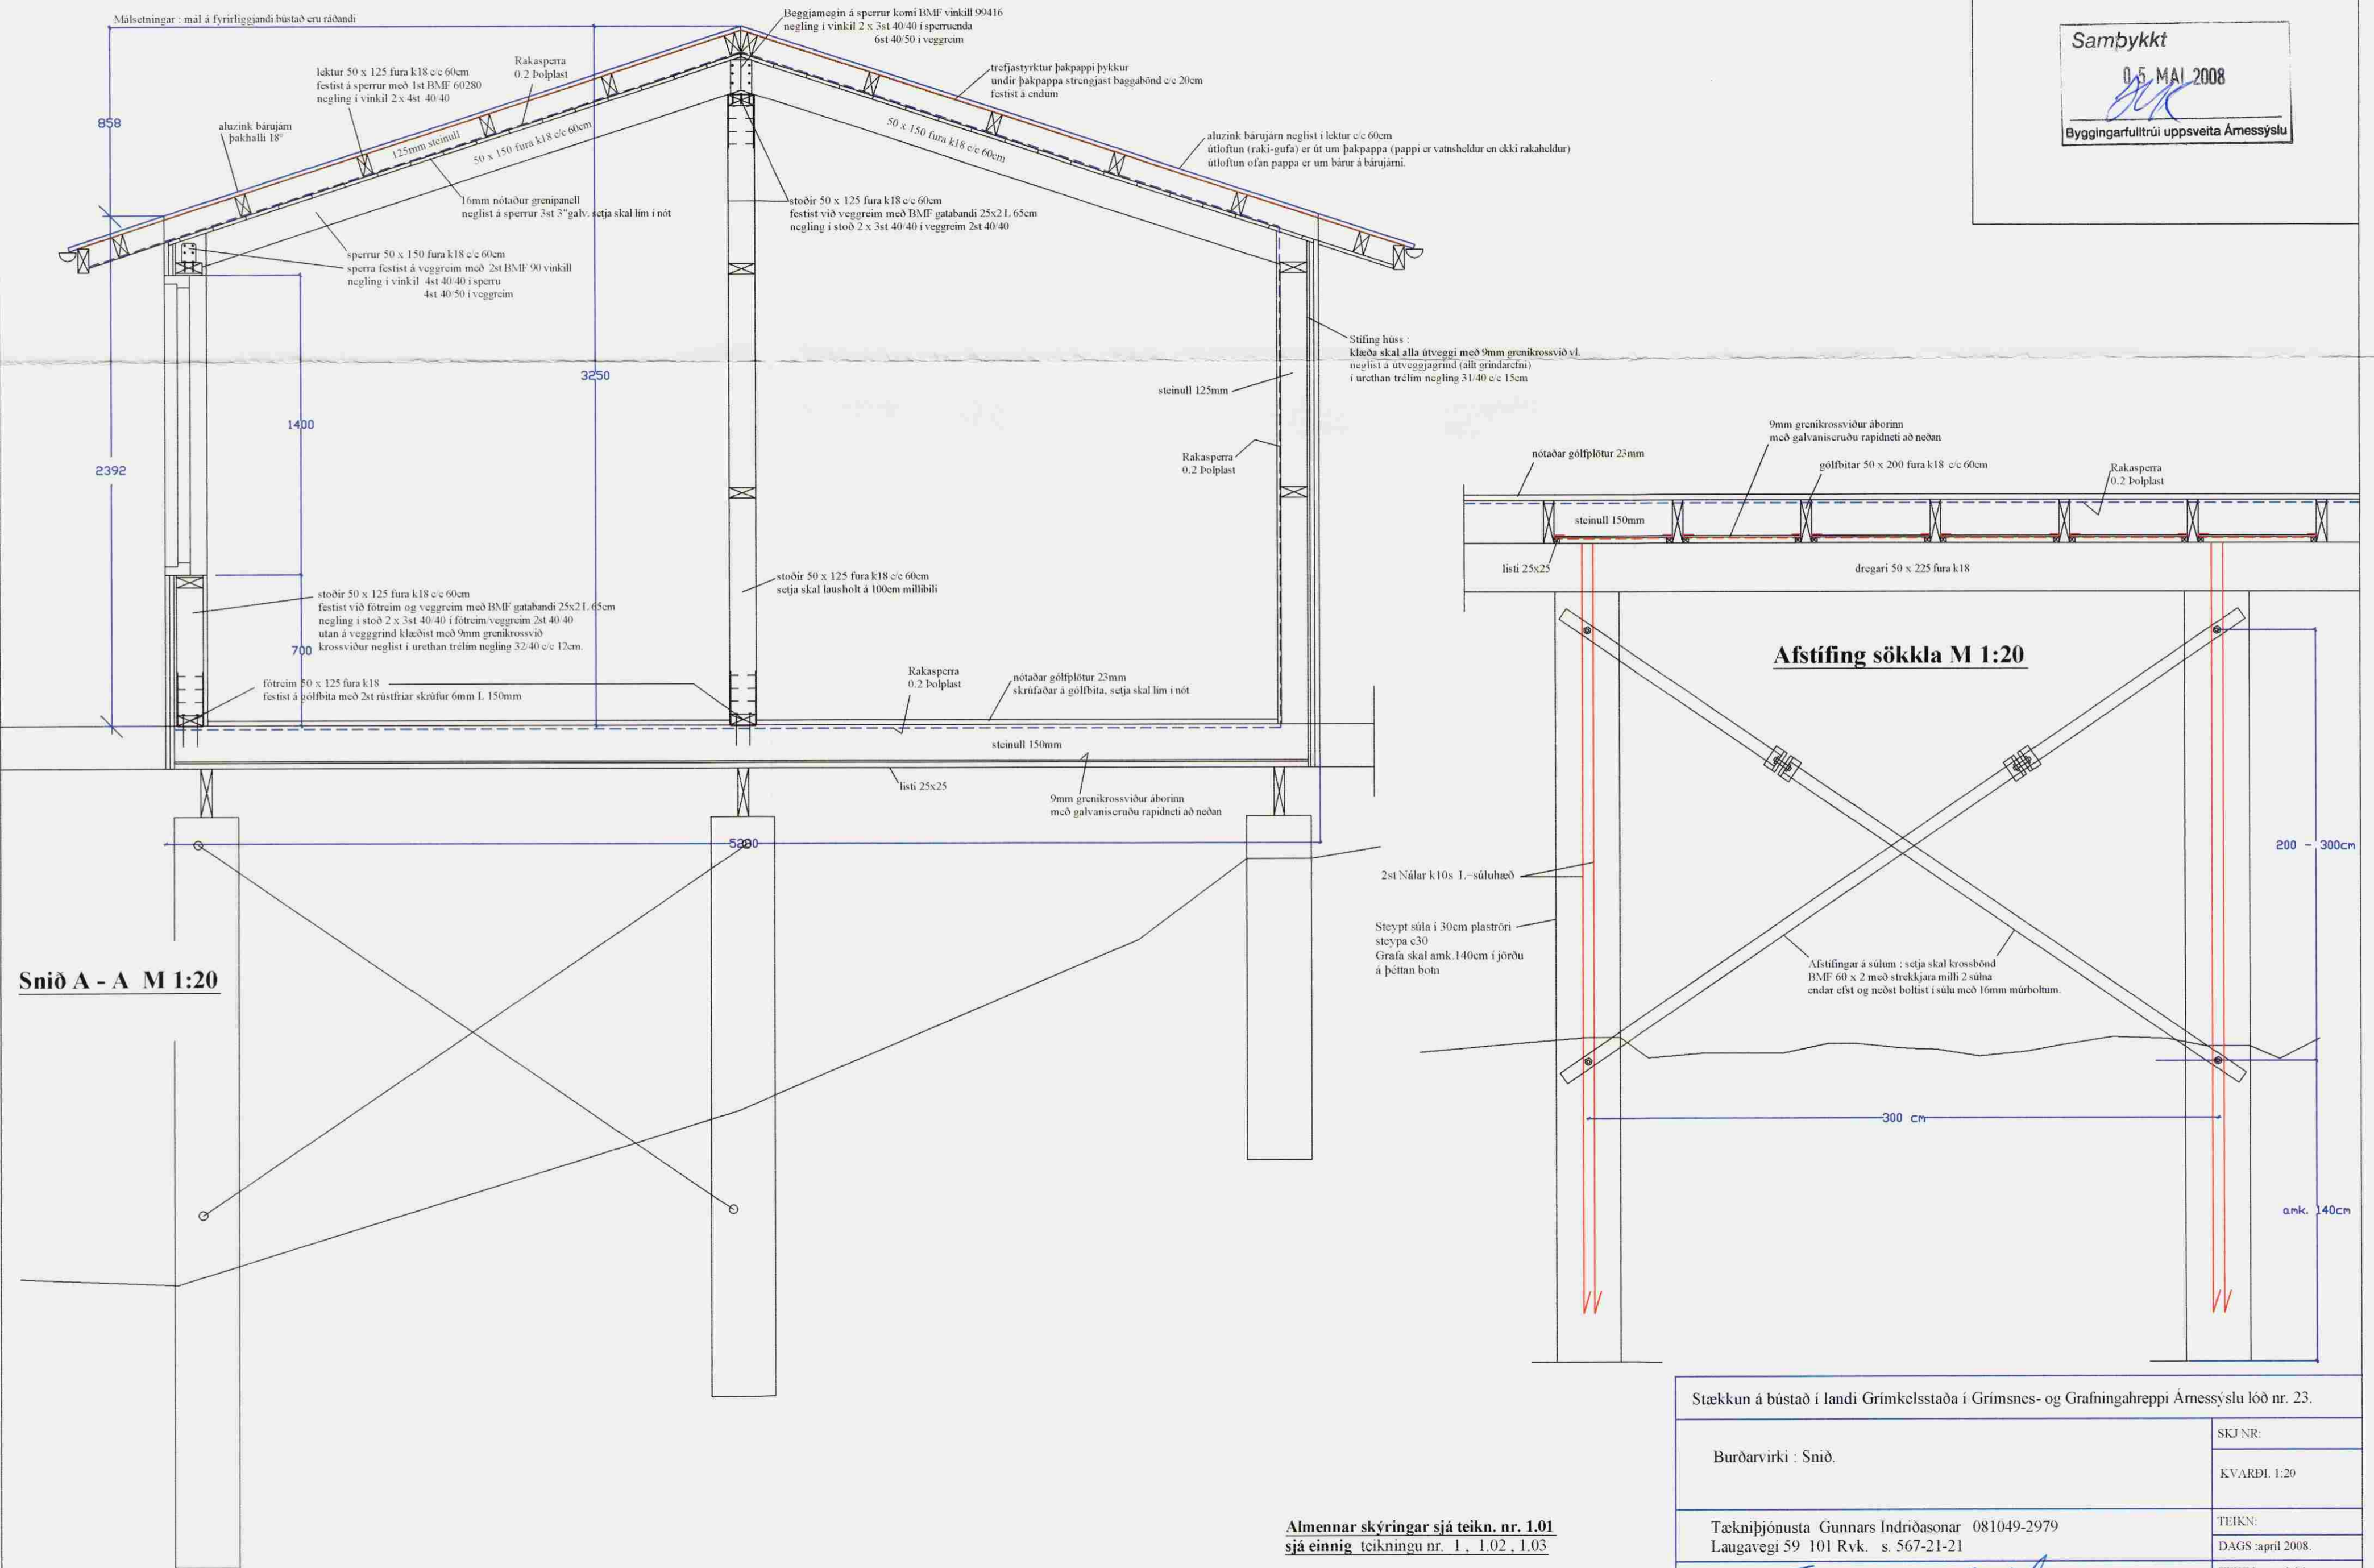 Málsetningar : mál á fyrirliggjandi bústað eru ráðandi
Beggjamegin á sperrur komi BMF vinkill 99416
negling í vinkil 2 x 3st 40/40 í sperruenda
6st 40/50 í veggreim
lektur 50 x 125 fura k18 c/c 60cm
festist á sperrur með 1st BMF 60280
negling í vinkil 2 x 4st 40/40
Rakasperra
0.2 Þolplast
trefjastyrktur þakpappi þykkur
undir þakpappa strengjast baggabönd c/c 20cm
festist á endum
858
aluzink bárujárn
þakhalli 18°
125mm steinull
50 x 150 fura k18 c/c 60cm
50 x 150 fura k18 c/c 60cm
aluzink bárujárn neglist í lektur c/c 60cm
útloftun (raki-gufa) er út um þakpappa (pappi er vatnsheldur en ekki rakaheldur)
útloftun ofan pappa er um bárur á bárujárni.
16mm nótaður grenipanell
neglist á sperrur 3st 3"galv. setja skal lím í nót
stoðir 50 x 125 fura k18 c/c 60cm
festist við veggreim með BMF gatabandi 25x2 L 65cm
negling í stoð 2 x 3st 40/40 í veggreim 2st 40/40
sperrur 50 x 150 fura k18 c/c 60cm
sperra festist á veggreim með 2st BMF 90 vinkill
negling í vinkil 4st 40/40 í sperru
4st 40/50 í veggreim
Stífing húss :
klæða skal alla útveggi með 9mm grenikrossvið vl.
neglist á útveggjagrind (allt grindarefni)
í urethan trélím negling 31/40 c/c 15cm
3250
1400
2392
steinull 125mm
Rakasperra
0.2 Þolplast
stoðir 50 x 125 fura k18 c/c 60cm
setja skal lausholt á 100cm millibili
stoðir 50 x 125 fura k18 c/c 60cm
festist við fótreim og veggreim með BMF gatabandi 25x2 L 65cm
negling í stoð 2 x 3st 40/40 í fótreim/veggreim 2st 40/40
utan á veggggrind klæðist með 9mm grenikrossvið
krossviður neglist í urethan trélím negling 32/40 c/c 12cm.
700
fótreim 50 x 125 fura k18
festist á gólfbita með 2st rústfríar skrúfur 6mm L 150mm
Rakasperra
0.2 Þolplast
nótaðar gólfplötur 23mm
skrúfaðar á gólfbita, setja skal lím í nót
steinull 150mm
listi 25x25
9mm grenikrossviður áborinn
með galvaniseruðu rapidneti að neðan
Snið A - A M 1:20
Samþykkt
05. MAI 2008
Byggingarfulltrúi uppsveita Árnessýslu
9mm grenikrossviður áborinn
með galvaniseruðu rapidneti að neðan
nótaðar gólfplötur 23mm
gólfbitar 50 x 200 fura k18 c/c 60cm
Rakasperra
0.2 Þolplast
steinull 150mm
listi 25x25
dregari 50 x 225 fura k18
Afstífing sökkla M 1:20
200 - 300cm
2st Nálar k10s L=súluhæð
Steypt súla í 30cm plaströri
steypa c30
Grafa skal amk.140cm í jörðu
á þéttan botn
Afstífingar á súlum : setja skal krossbönd
BMF 60 x 2 með strekkjara milli 2 súlna
endar efst og neðst boltist í súlu með 16mm múrboltum.
300 cm
amk. 140cm
Almennar skýringar sjá teikn. nr. 1.01
sjá einnig teikningu nr. 1 , 1.02 , 1.03
Stækkun á bústað í landi Grímkelsstaða í Grímsnes- og Grafningahreppi Árnessýslu lóð nr. 23.
Burðarvirki : Snið.
SKJ NR:
KVARÐI. 1:20
Tækniþjónusta Gunnars Indriðasonar 081049-2979
Laugavegi 59 101 Rvk. s. 567-21-21
TEIKN:
DAGS :apríl 2008.